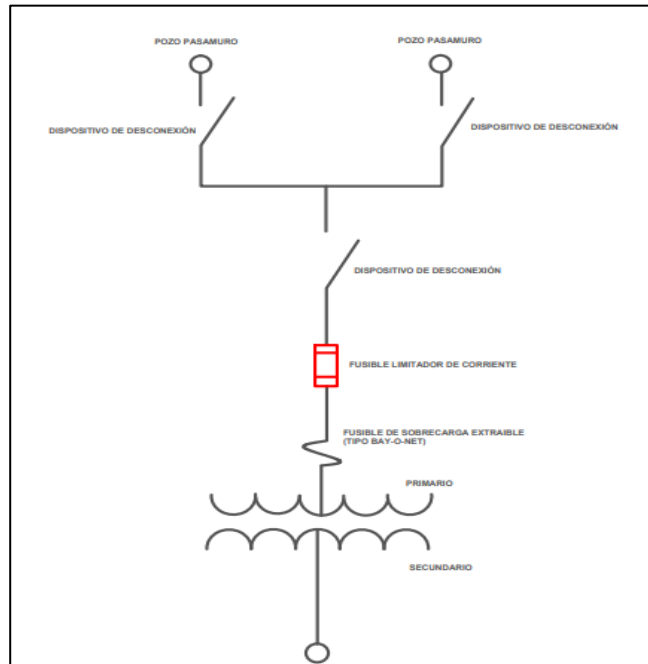 POZO PASAMURO
POZO PASAMURO
DISPOSITIVO DE DESCONEXIÓN
DISPOSITIVO DE DESCONEXIÓN
DISPOSITIVO DE DESCONEXIÓN
FUSIBLE LIMITADOR DE CORRIENTE
FUSIBLE DE SOBRECARGA EXTRAIBLE
(TIPO BAY-O-NET)
PRIMARIO
SECUNDARIO